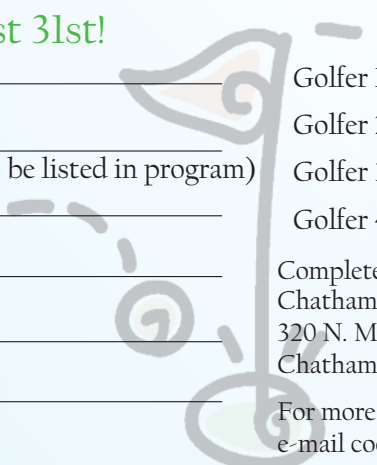 st 31st!
be listed in program)
Golfer
Golfer
Golfer
Golfer
Complete
Chatham
320 N. M
Chatham
For more
e-mail co